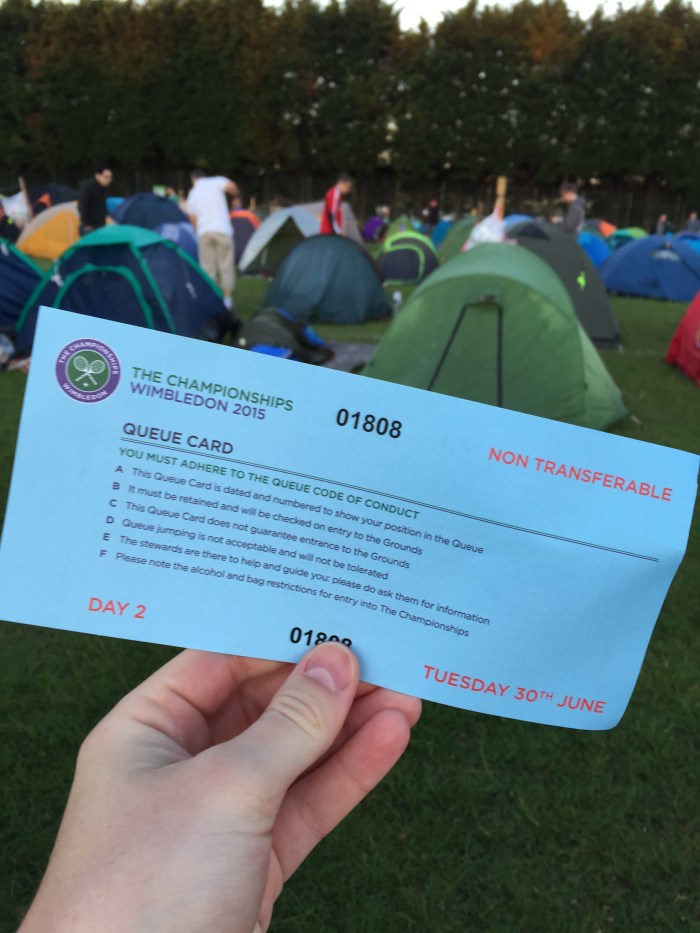 THE CHAMPIONSHIPS
WIMBLEDON
THE CHAMPIONSHIPS
WIMBLEDON 2015
01808
NON TRANSFERABLE
QUEUE CARD
YOU MUST ADHERE TO THE QUEUE CODE OF CONDUCT
A This Queue Card is dated and numbered to show your position in the Queue
B It must be retained and will be checked on entry to the Grounds
C This Queue Card does not guarantee entrance to the Grounds
D Queue jumping is not acceptable and will not be tolerated
E The stewards are there to help and guide you: please do ask them for information
F Please note the alcohol and bag restrictions for entry into The Championships
DAY 2
01808
TUESDAY 30TH JUNE